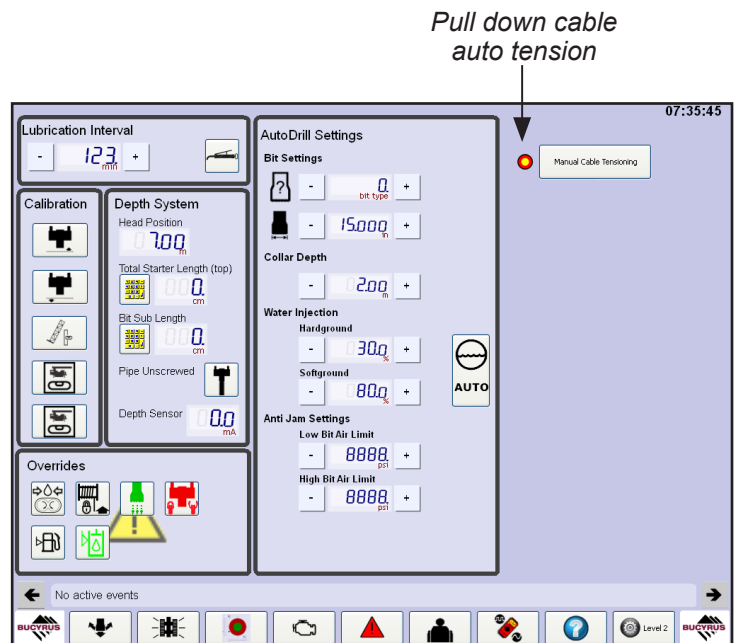 Pull down cable
auto tension
07:35:45
Lubrication Interval
- 123. +
min
Manual Cable Tensioning
Calibration
Depth System
Head Position
7.00
m
Total Starter Length (top)
0.
cm
Bit Sub Length
0.
cm
Pipe Unscrewed
Depth Sensor
0.0
mA
AutoDrill Settings
Bit Settings
?
- 0. +
bit type
- 15.000 +
in
Collar Depth
- 2.00 +
m
Water Injection
Hardground
- 30.0 +
%
Softground
- 80.0 +
%
AUTO
Anti Jam Settings
Low Bit Air Limit
- 8888. +
psi
High Bit Air Limit
- 8888. +
psi
Overrides
No active events
BUCYRUS
?
Level 2
BUCYRUS